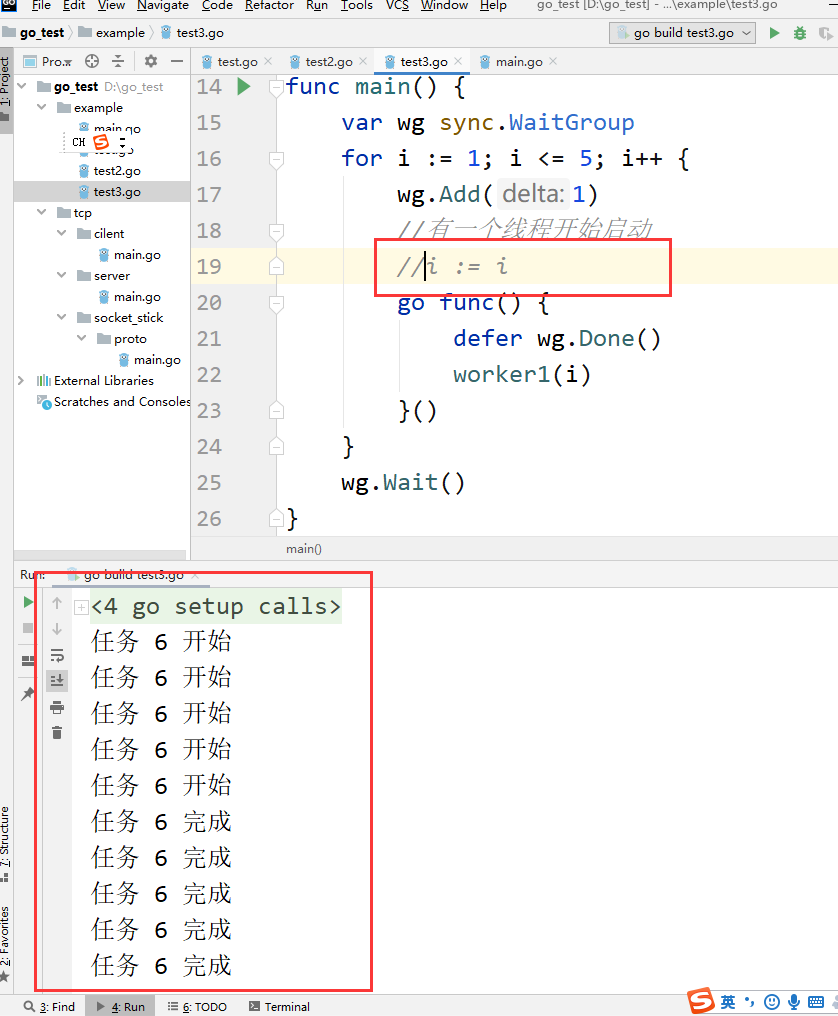 File Edit View Navigate Code Refactor Run Tools VCS Window Help go_test [D:\go_test] - ...\example\test3.go
go_test example test3.go go build test3.go
1: Project
Pro.. test.go test2.go test3.go main.go
go_test D:\go_test
example
main.go
CH
test2.go
test3.go
tcp
cilent
main.go
server
main.go
socket_stick
proto
main.go
External Libraries
Scratches and Consoles
14 func main() {
15 var wg sync.WaitGroup
16 for i := 1; i <= 5; i++ {
17 wg.Add( delta: 1)
18 //有一个线程开始启动
19 //i := i
20 go func() {
21 defer wg.Done()
22 worker1(i)
23 }()
24 }
25 wg.Wait()
26 }
main()
Run: go build test3.go
<4 go setup calls>
任务 6 开始
任务 6 开始
任务 6 开始
任务 6 开始
任务 6 开始
任务 6 完成
任务 6 完成
任务 6 完成
任务 6 完成
任务 6 完成
7: Structure
2: Favorites
3: Find 4: Run 6: TODO Terminal
英